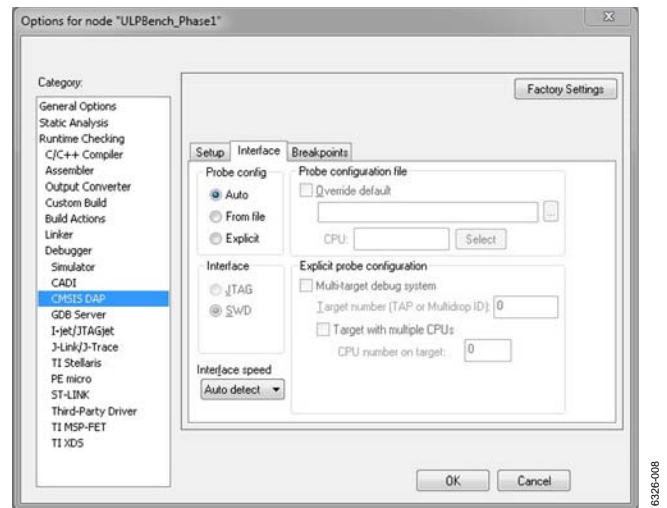 Options for node "ULPBench_Phase1"
Category:
General Options
Static Analysis
Runtime Checking
C/C++ Compiler
Assembler
Output Converter
Custom Build
Build Actions
Linker
Debugger
Simulator
CADI
CMSIS DAP
GDB Server
I-jet/JTAGjet
J-Link/J-Trace
TI Stellaris
PE micro
ST-LINK
Third-Party Driver
TI MSP-FET
TI XDS
Factory Settings
Setup Interface Breakpoints
Probe config
Auto
From file
Explicit
Probe configuration file
Override default
...
CPU:
Select
Interface
JTAG
SWD
Explicit probe configuration
Multi-target debug system
Target number (TAP or Multidrop ID): 0
Target with multiple CPUs
CPU number on target: 0
Interface speed
Auto detect
OK Cancel
6326-008